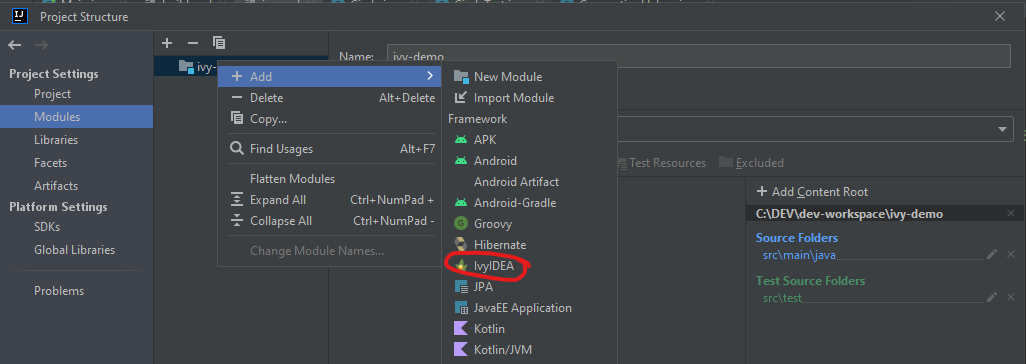 Project Structure
Project Settings
Project
Modules
Libraries
Facets
Artifacts
Platform Settings
SDKs
Global Libraries
Problems
ivy-
Add
Delete Alt+Delete
Copy...
Find Usages Alt+F7
Flatten Modules
Expand All Ctrl+NumPad +
Collapse All Ctrl+NumPad -
Change Module Names...
New Module
Import Module
Framework
APK
Android
Android Artifact
Android-Gradle
Groovy
Hibernate
IvyIDEA
JPA
JavaEE Application
Kotlin
Kotlin/JVM
Name: ivy-demo
Test Resources Excluded
+ Add Content Root
C:\DEV\dev-workspace\ivy-demo
Source Folders
src\main\java
Test Source Folders
src\test